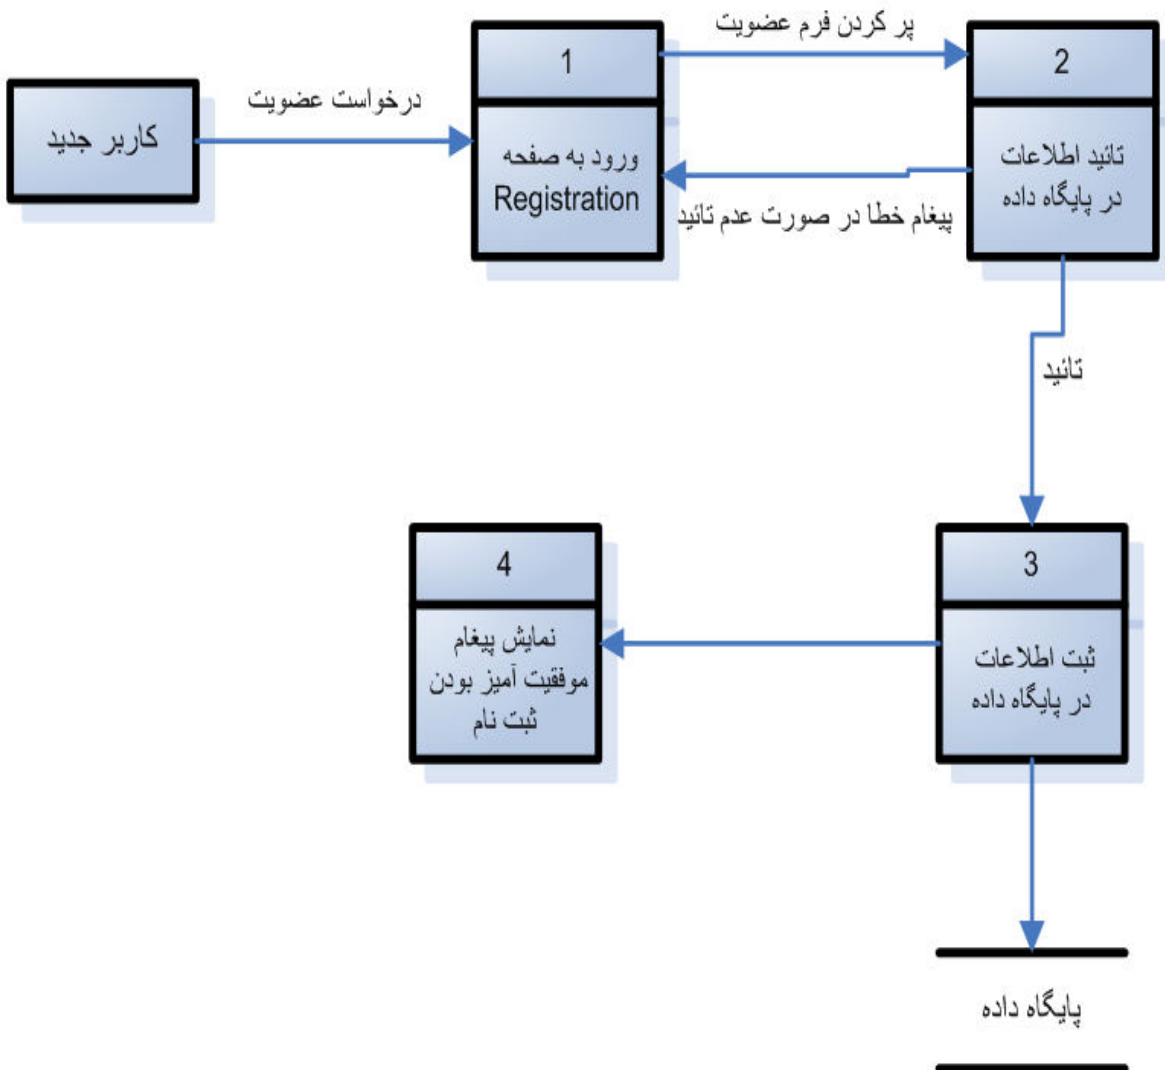 پر کردن فرم عضویت
1
2
درخواست عضویت
کاربر جدید
ورود به صفحه
Registration
تائید اطلاعات
در پایگاه داده
پیغام خطا در صورت عدم تائید
تائید
4
3
نمایش پیغام
موفقیت آمیز بودن
ثبت نام
ثبت اطلاعات
در پایگاه داده
پایگاه داده